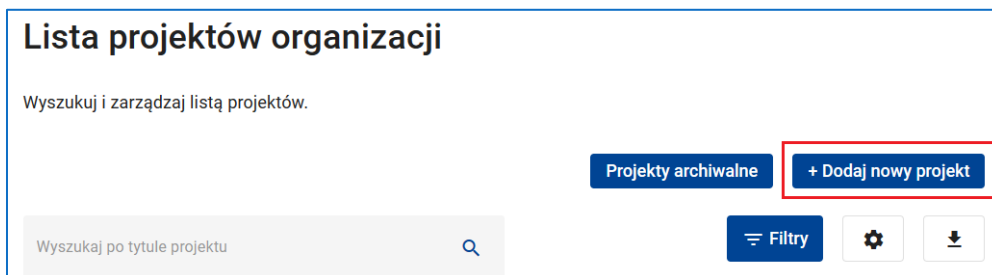 Lista projektów organizacji
Wyszukuj i zarządzaj listą projektów.
Projekty archiwalne
+ Dodaj nowy projekt
Wyszukaj po tytule projektu
Filtry